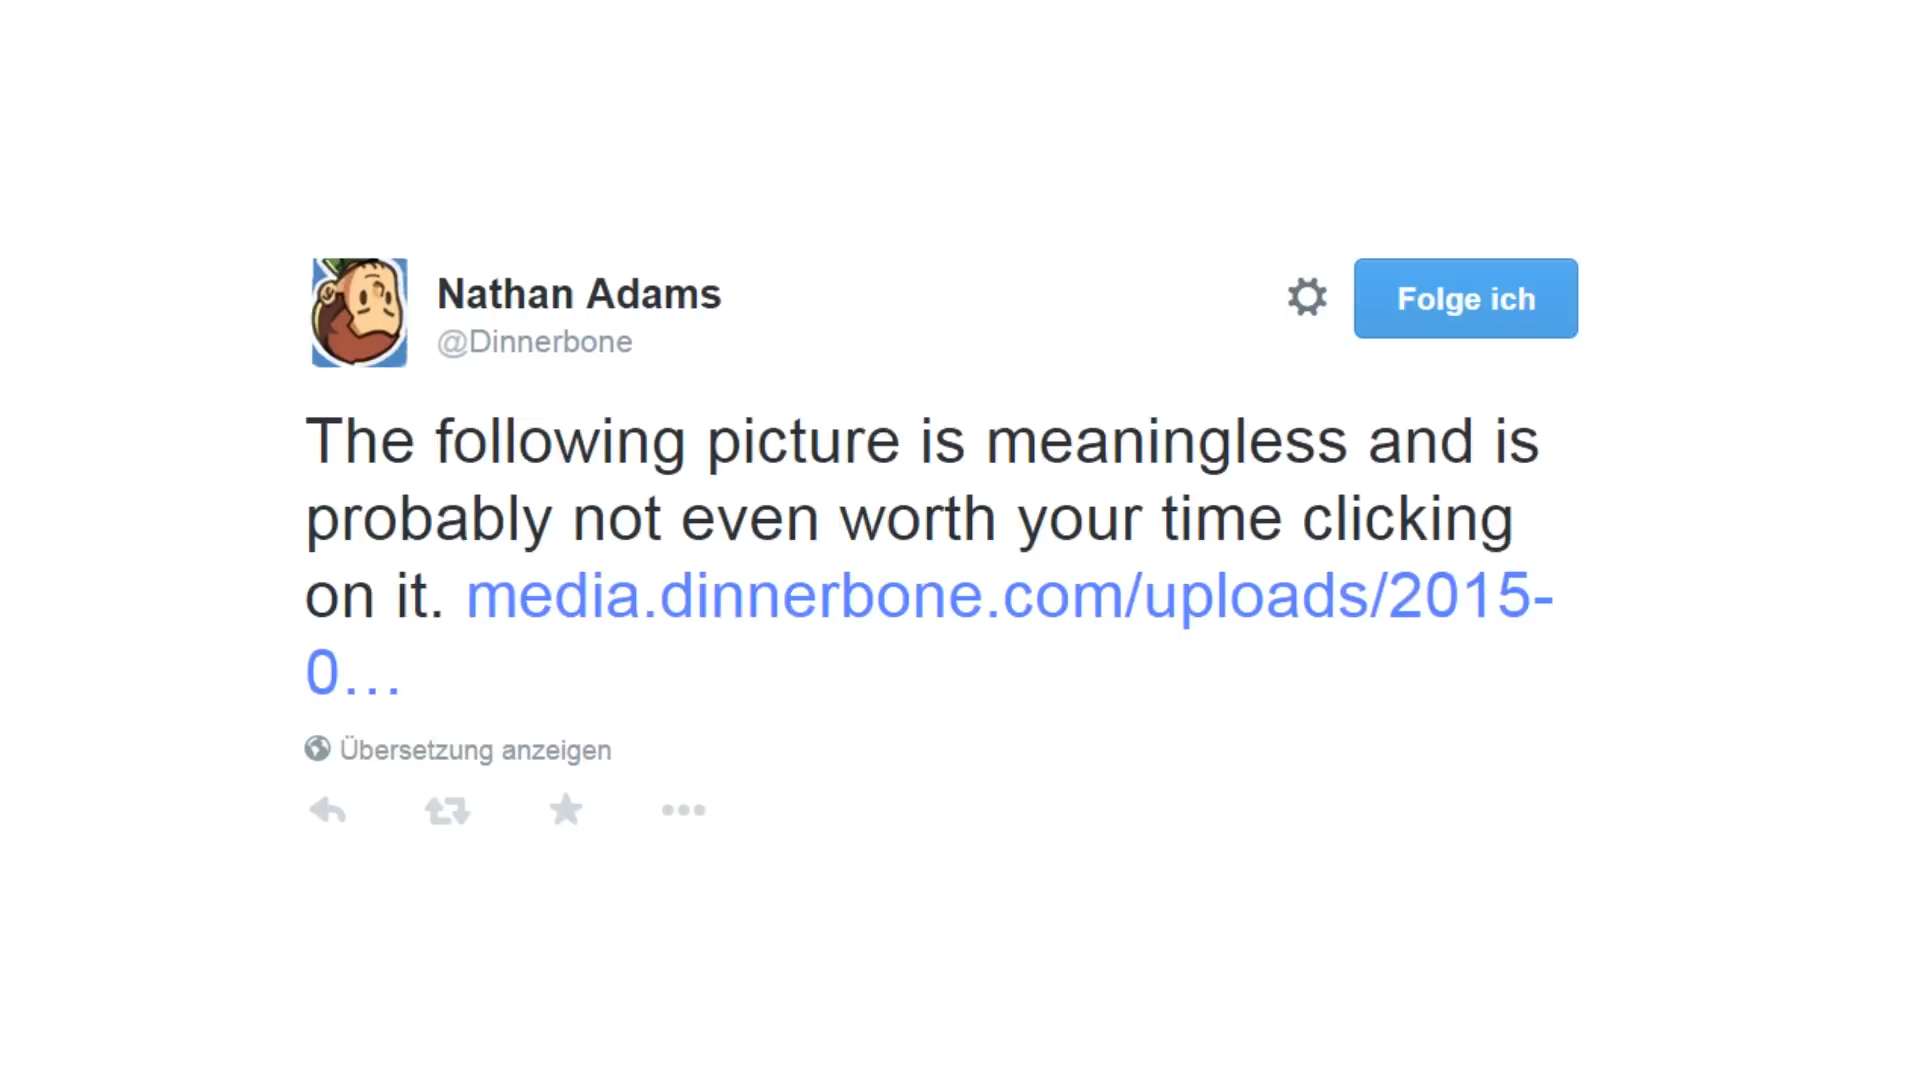 Nathan Adams
@Dinnerbone
Folge ich
The following picture is meaningless and is
probably not even worth your time clicking
on it. media.dinnerbone.com/uploads/2015-
0…
Übersetzung anzeigen